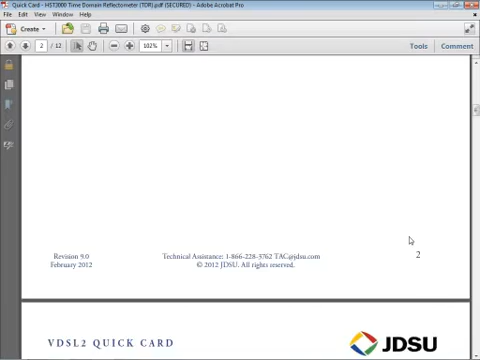 Quick Card - HST2000 Time Domain Reflectometer (TDR).pdf (SECURED) - Adobe Acrobat Pro
File Edit View Window Help
Create
2 / 12 102% Tools Comment
Revision 9.0 Technical Assistance: 1-866-228-3762 TAC@jdsu.com 2
February 2012 © 2012 JDSU. All rights reserved.
VDSL2 QUICK CARD JDSU